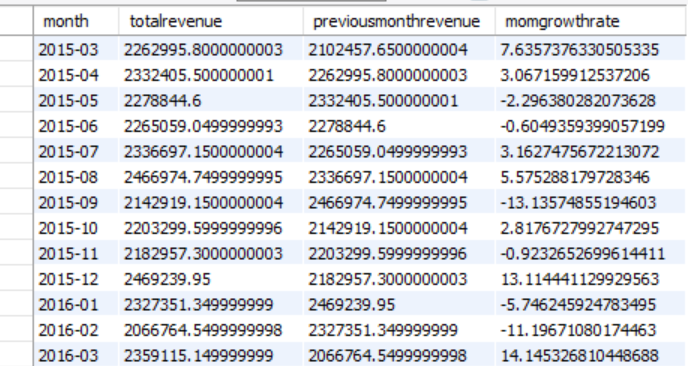 month totalrevenue previousmonthrevenue momgrowthrate
2015-03 2262995.8000000003 2102457.6500000004 7.6357376330505335
2015-04 2332405.500000001 2262995.8000000003 3.067159912537206
2015-05 2278844.6 2332405.500000001 -2.296380282073628
2015-06 2265059.0499999993 2278844.6 -0.6049359399057199
2015-07 2336697.1500000004 2265059.0499999993 3.1627475672213072
2015-08 2466974.7499999995 2336697.1500000004 5.575288179728346
2015-09 2142919.1500000004 2466974.7499999995 -13.13574855194603
2015-10 2203299.5999999996 2142919.1500000004 2.8176727992747295
2015-11 2182957.3000000003 2203299.5999999996 -0.9232652699614411
2015-12 2469239.95 2182957.3000000003 13.114441129929563
2016-01 2327351.349999999 2469239.95 -5.746245924783495
2016-02 2066764.5499999998 2327351.349999999 -11.19671080174463
2016-03 2359115.149999999 2066764.5499999998 14.145326810448688